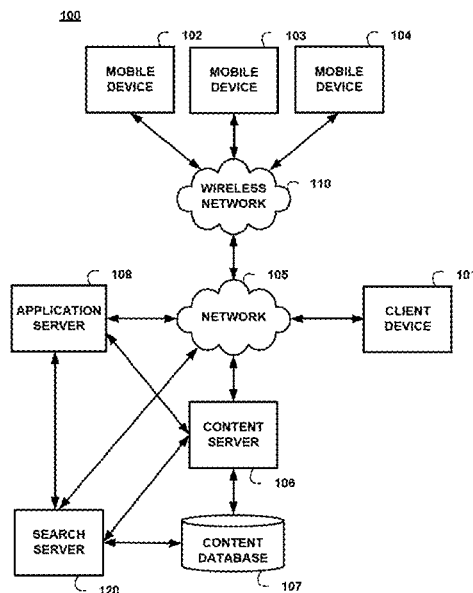 100
102
103
104
MOBILE
DEVICE
MOBILE
DEVICE
MOBILE
DEVICE
WIRELESS
NETWORK
110
108
105
101
APPLICATION
SERVER
NETWORK
CLIENT
DEVICE
CONTENT
SERVER
106
SEARCH
SERVER
CONTENT
DATABASE
120
107